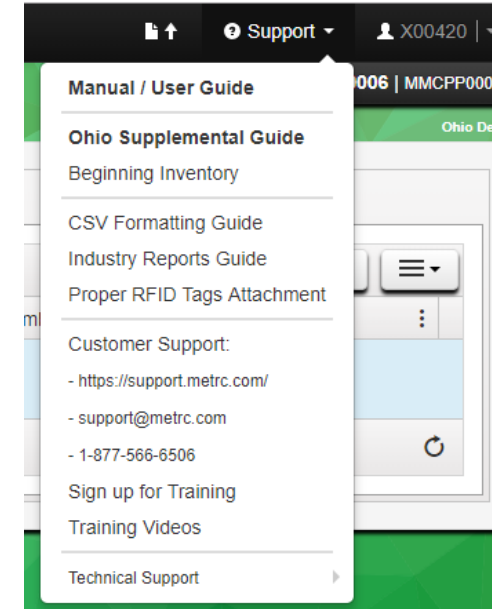 Support
X00420 |
0006 | MMCPP000
Manual / User Guide
Ohio De
Ohio Supplemental Guide
Beginning Inventory
CSV Formatting Guide
Industry Reports Guide
Proper RFID Tags Attachment
Customer Support:
- https://support.metrc.com/
- support@metrc.com
- 1-877-566-6506
Sign up for Training
Training Videos
Technical Support